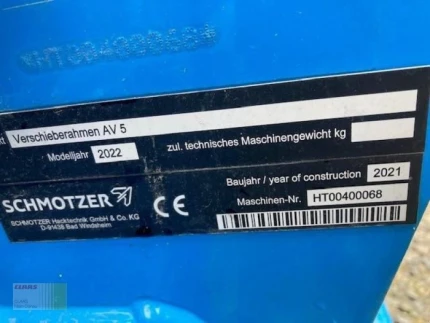 Verschieberahmen AV 5
Modelljahr 2022
zul. technisches Maschinengewicht kg
SCHMOTZER
SCHMOTZER Hacktechnik GmbH & Co. KG
D-91438 Bad Windsheim
CE
Baujahr / year of construction 2021
Maschinen-Nr. HT00400068
CLAAS